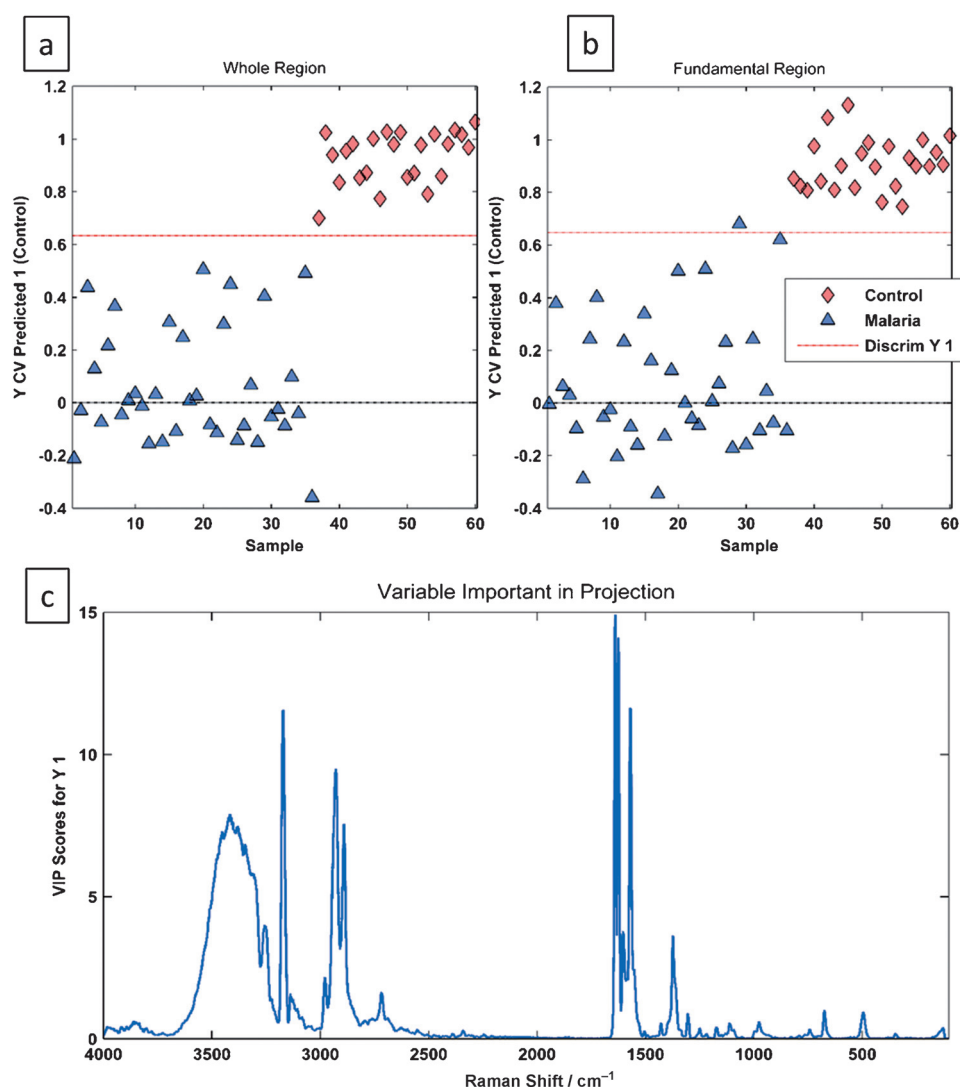 a
Whole Region
Y CV Predicted 1 (Control)
1.2
1
0.8
0.6
0.4
0.2
0
-0.2
-0.4
10 20 30 40 50 60
Sample
b
Fundamental Region
Y CV Predicted 1 (Control)
1.2
1
0.8
0.6
0.4
0.2
0
-0.2
-0.4
10 20 30 40 50 60
Sample
Control
Malaria
Discrim Y 1
c
Variable Important in Projection
VIP Scores for Y 1
15
10
5
0
4000 3500 3000 2500 2000 1500 1000 500
Raman Shift / cm⁻¹